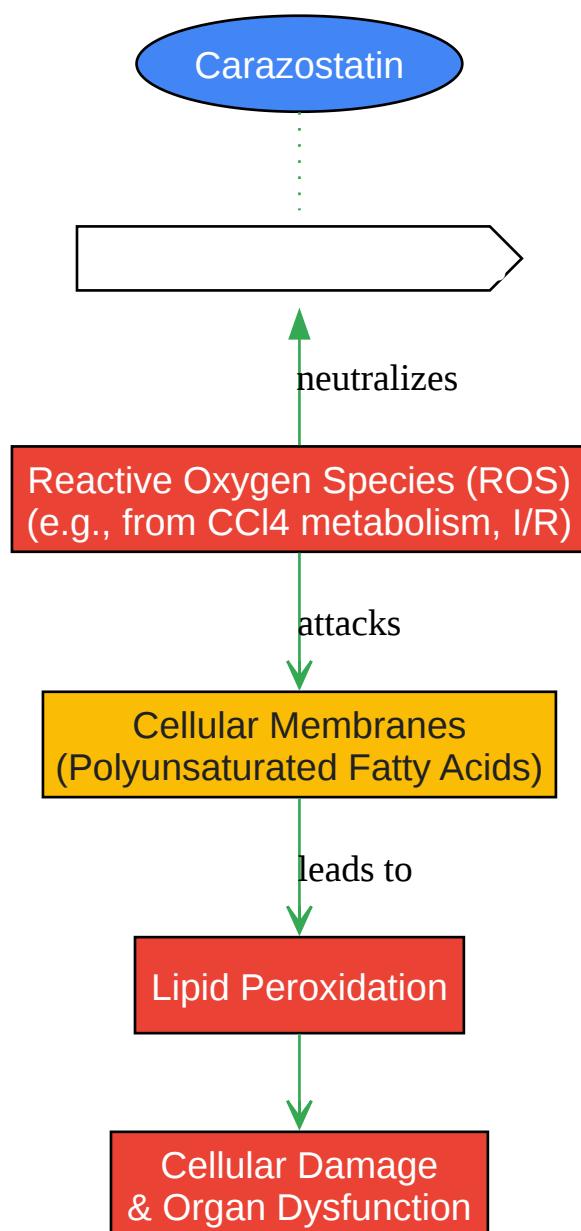 Carazostatin
neutralizes
Reactive Oxygen Species (ROS)
(e.g., from CCl4 metabolism, I/R)
attacks
Cellular Membranes
(Polyunsaturated Fatty Acids)
leads to
Lipid Peroxidation
Cellular Damage
& Organ Dysfunction